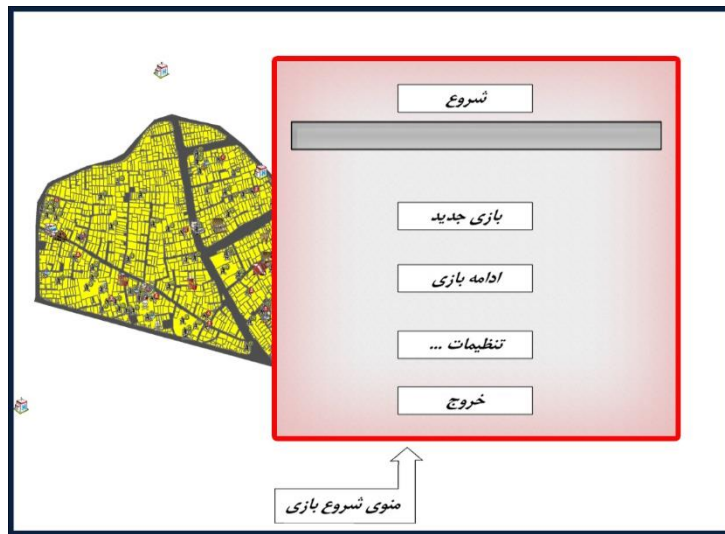 شروع
بازی جدید
ادامه بازی
تنظیمات ...
خروج
منوی شروع بازی